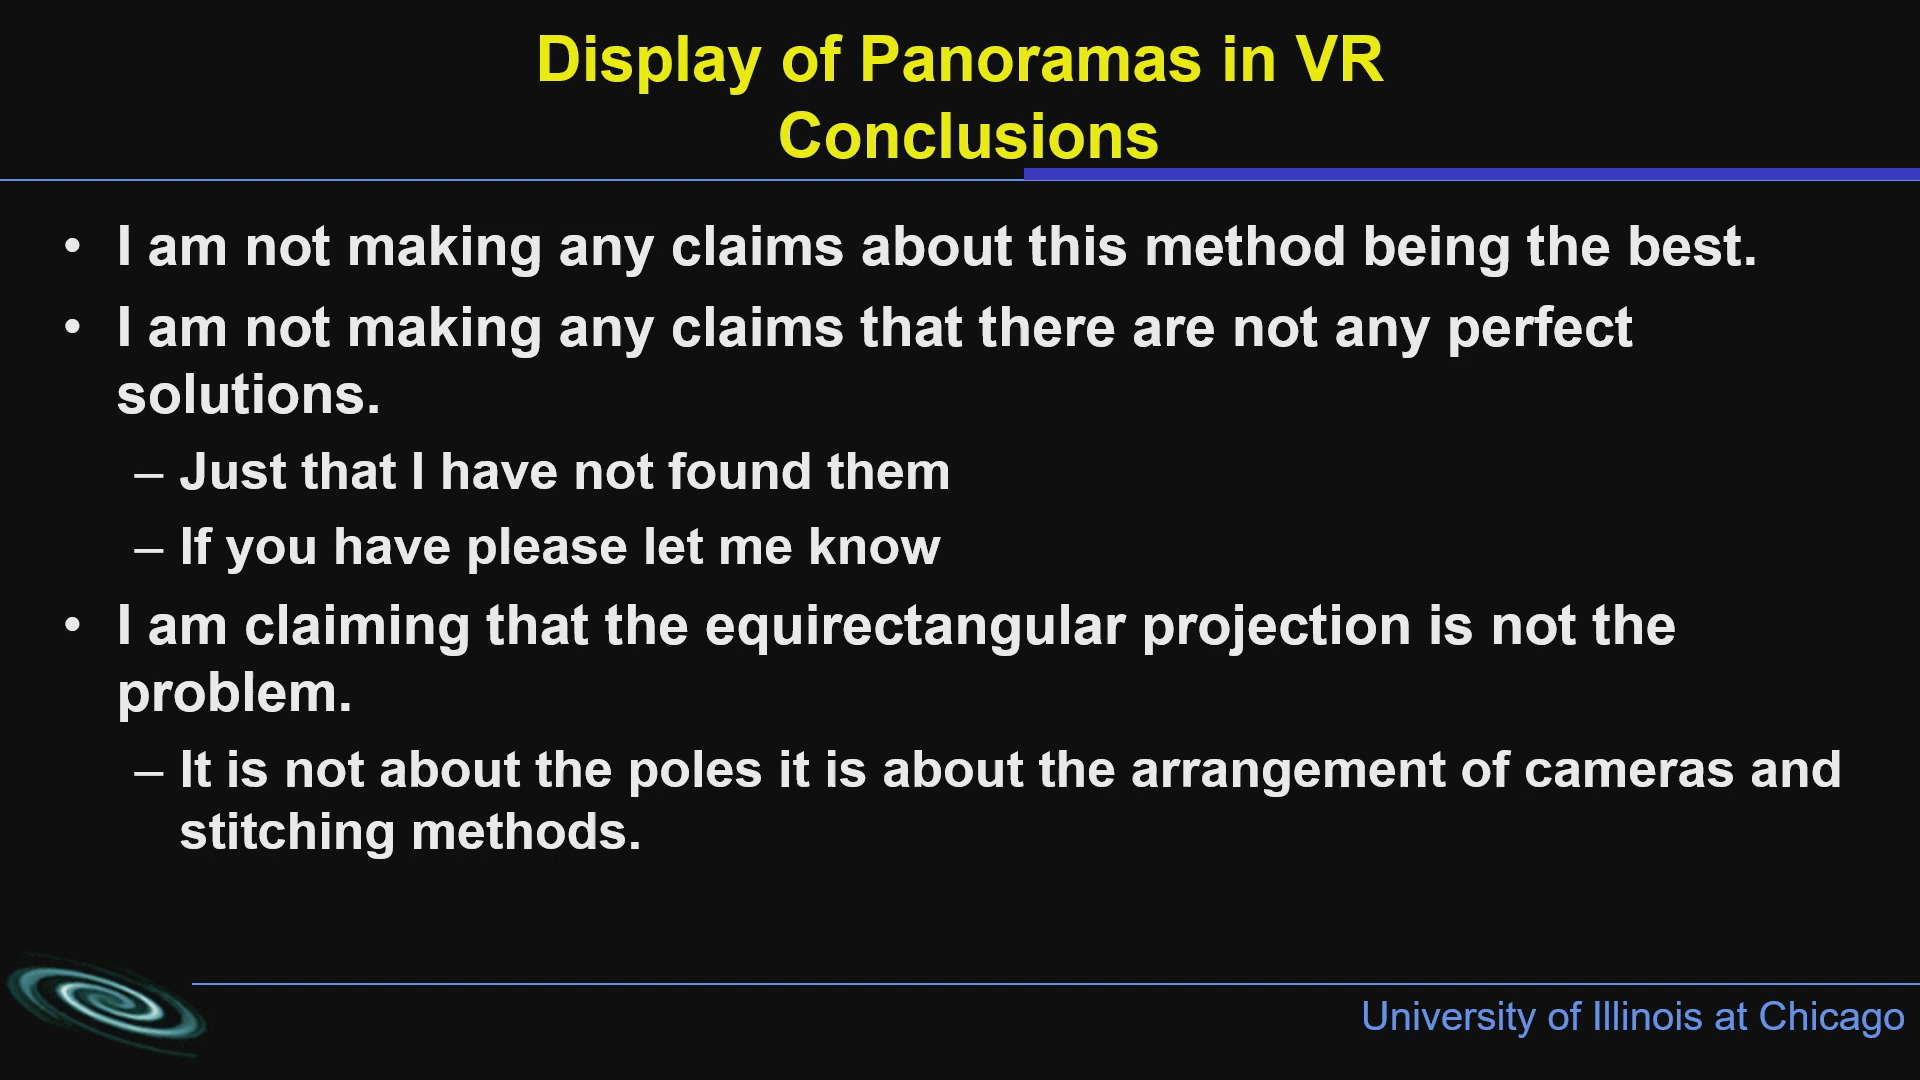 Display of Panoramas in VR
Conclusions
• I am not making any claims about this method being the best.
• I am not making any claims that there are not any perfect
solutions.
– Just that I have not found them
– If you have please let me know
• I am claiming that the equirectangular projection is not the
problem.
– It is not about the poles it is about the arrangement of cameras and
stitching methods.
University of Illinois at Chicago